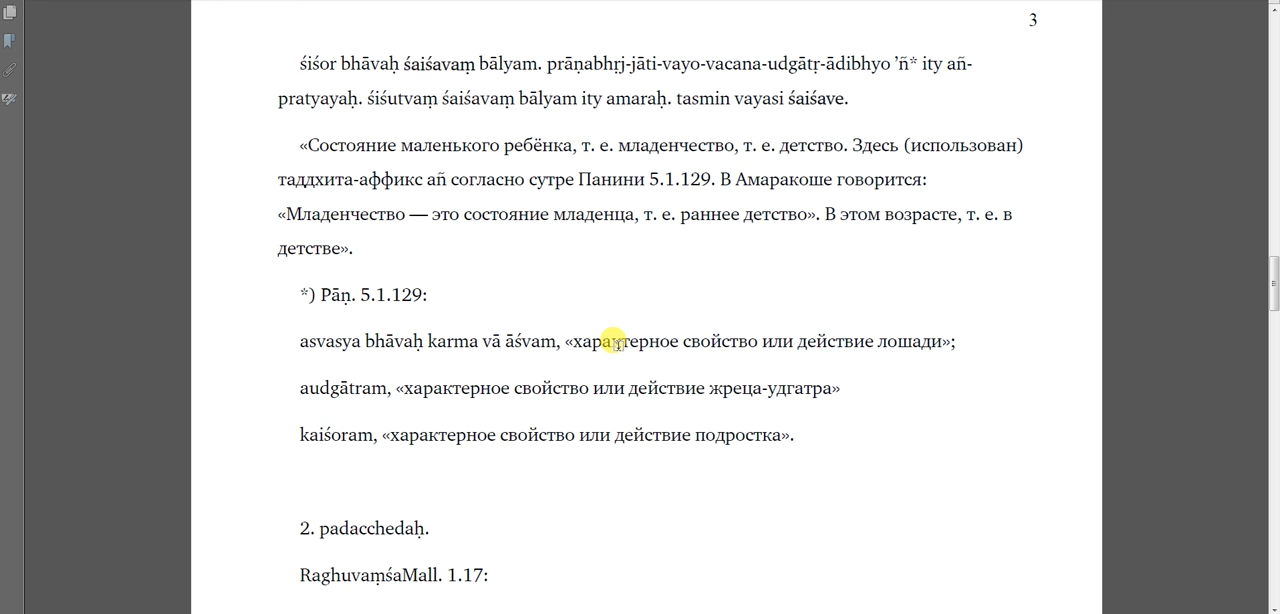 3
śiśor bhāvaḥ śaiśavaṃ bālyam. prāṇabhṛj-jāti-vayo-vacana-udgātṛ-ādibhyo ’ñ* ity añ-
pratyayaḥ. śiśutvaṃ śaiśavaṃ bālyam ity amaraḥ. tasmin vayasi śaiśave.
«Состояние маленького ребёнка, т. е. младенчество, т. е. детство. Здесь (использован)
таддхита-аффикс añ согласно сутре Панини 5.1.129. В Амаракоше говорится:
«Младенчество — это состояние младенца, т. е. раннее детство». В этом возрасте, т. е. в
детстве».
*) Pāṇ. 5.1.129:
asvasya bhāvaḥ karma vā āśvam, «характерное свойство или действие лошади»;
audgātram, «характерное свойство или действие жреца-удгатра»
kaiśoram, «характерное свойство или действие подростка».
2. padacchedaḥ.
RaghuvaṃśaMall. 1.17: